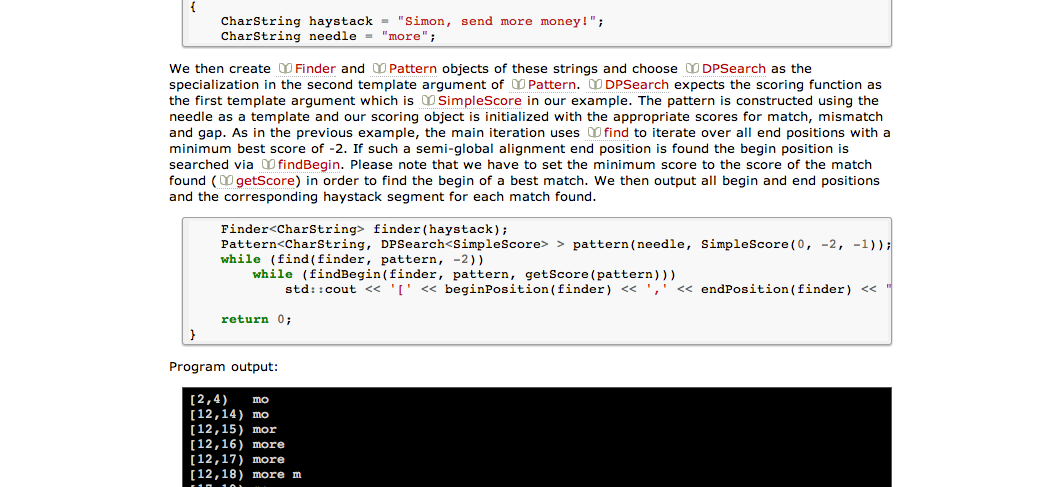 {
    CharString haystack = "Simon, send more money!";
    CharString needle = "more";
We then create Finder and Pattern objects of these strings and choose DPSearch as the
specialization in the second template argument of Pattern. DPSearch expects the scoring function as
the first template argument which is SimpleScore in our example. The pattern is constructed using the
needle as a template and our scoring object is initialized with the appropriate scores for match, mismatch
and gap. As in the previous example, the main iteration uses find to iterate over all end positions with a
minimum best score of -2. If such a semi-global alignment end position is found the begin position is
searched via findBegin. Please note that we have to set the minimum score to the score of the match
found (getScore) in order to find the begin of a best match. We then output all begin and end positions
and the corresponding haystack segment for each match found.
    Finder<CharString> finder(haystack);
    Pattern<CharString, DPSearch<SimpleScore> > pattern(needle, SimpleScore(0, -2, -1));
    while (find(finder, pattern, -2))
        while (findBegin(finder, pattern, getScore(pattern)))
            std::cout << '[' << beginPosition(finder) << ',' << endPosition(finder) << "
    return 0;
}
Program output:
[2,4)   mo
[12,14) mo
[12,15) mor
[12,16) more
[12,17) more
[12,18) more m